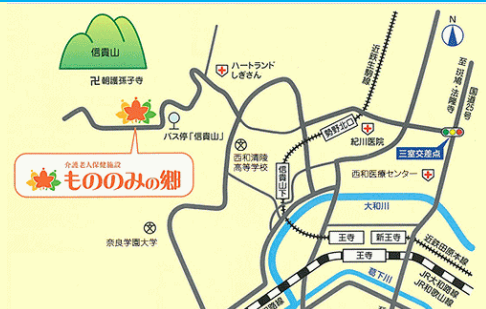 信貴山
卍 朝護孫子寺
ハートランド
しぎさん
バス停「信貴山」
介護老人保健施設
もののみの郷
西和清陵
高等学校
奈良学園大学
近鉄生駒線
勢野北口
信貴山下
紀川医院
西和医療センター
三室交差点
N
至 斑鳩・法隆寺
国道25号
大和川
王寺
新王寺
王寺
近鉄田原本線
JR大和路線
JR和歌山線
葛下川
路線